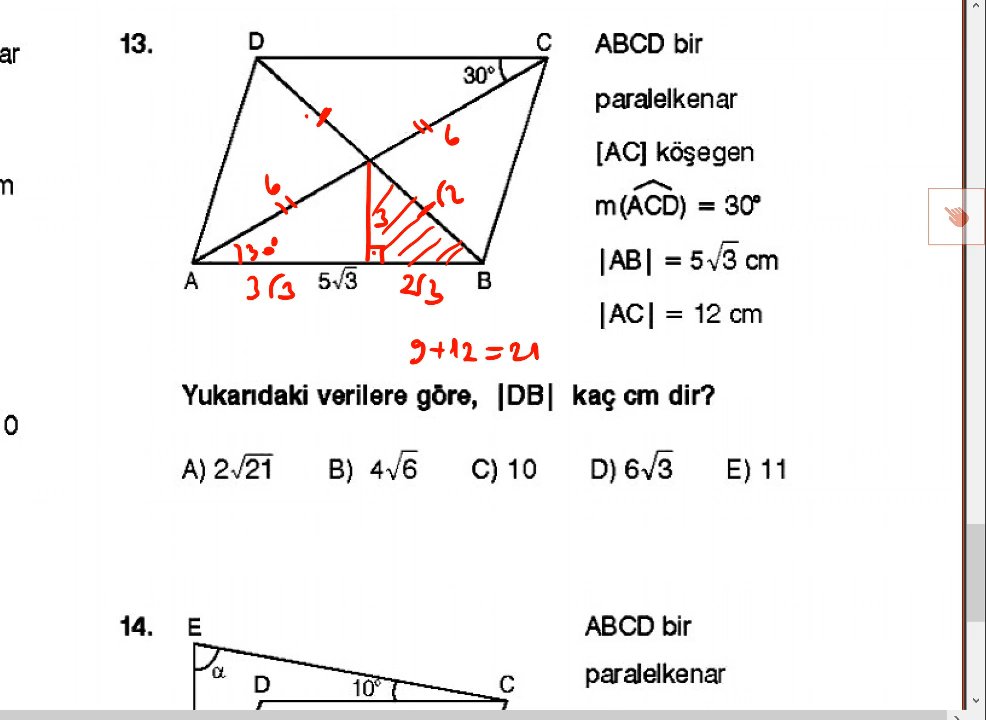 ar
m
0
13.
D
C
30°
6
6
3
130°
A
3√3
5√3
2√3
B
9+12=21
ABCD bir
paralelkenar
[AC] köşegen
m(ACD) = 30°
|AB| = 5√3 cm
|AC| = 12 cm
Yukarıdaki verilere göre, |DB| kaç cm dir?
A) 2√21 B) 4√6 C) 10 D) 6√3 E) 11
14.
E
α
D
10°
C
ABCD bir
paralelkenar